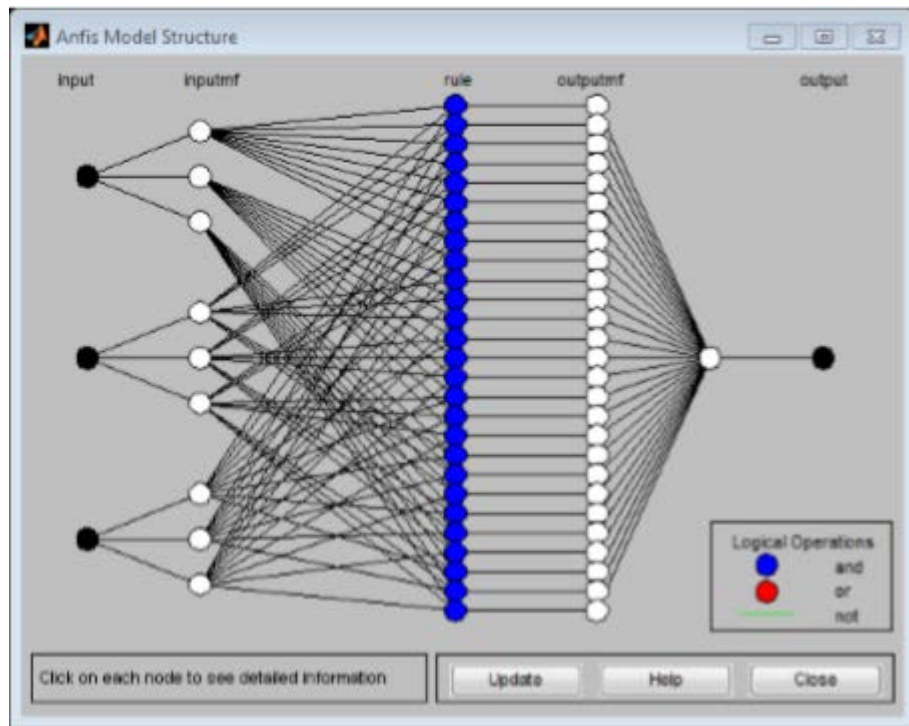 Anfis Model Structure
input inputmf rule outputmf output
Logical Operations
and
or
not
Click on each node to see detailed information
Update Help Close